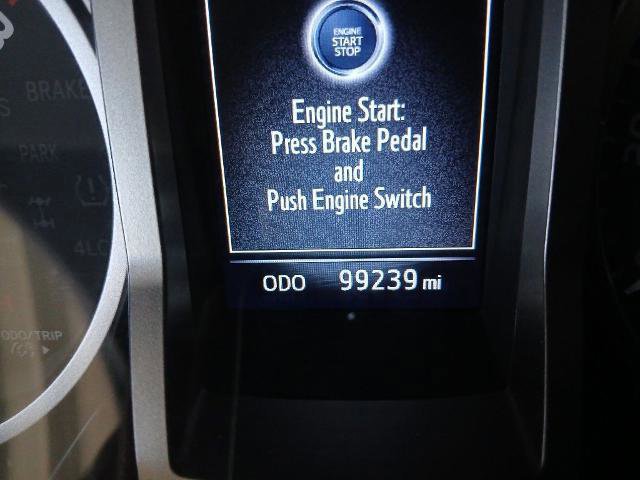 ENGINE
START
STOP
Engine Start:
Press Brake Pedal
and
Push Engine Switch
ODO 99239 mi
BRAKE
PARK
4LO
ODO/TRIP